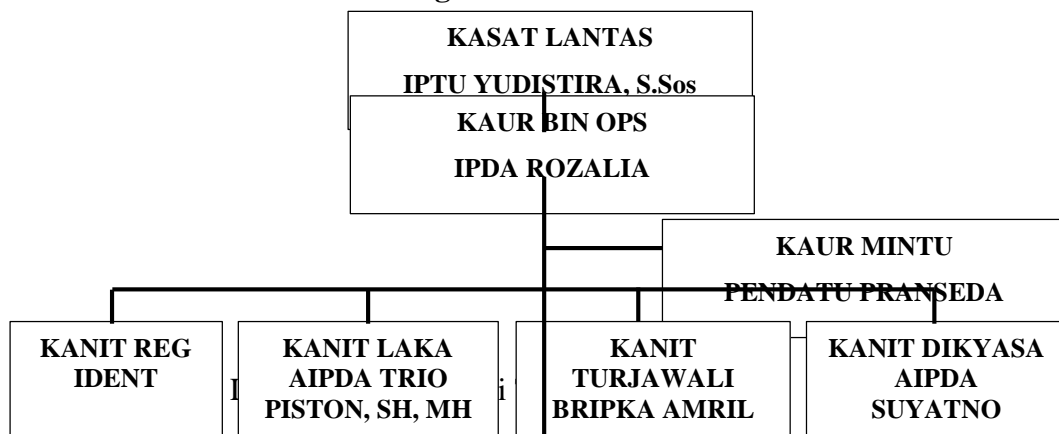 KASAT LANTAS
IPTU YUDISTIRA, S.Sos
KAUR BIN OPS
IPDA ROZALIA
KAUR MINTU
PENDATU PRANSEDA
KANIT REG
IDENT
KANIT LAKA
AIPDA TRIO
PISTON, SH, MH
KANIT
TURJAWALI
BRIPKA AMRIL
KANIT DIKYASA
AIPDA
SUYATNO